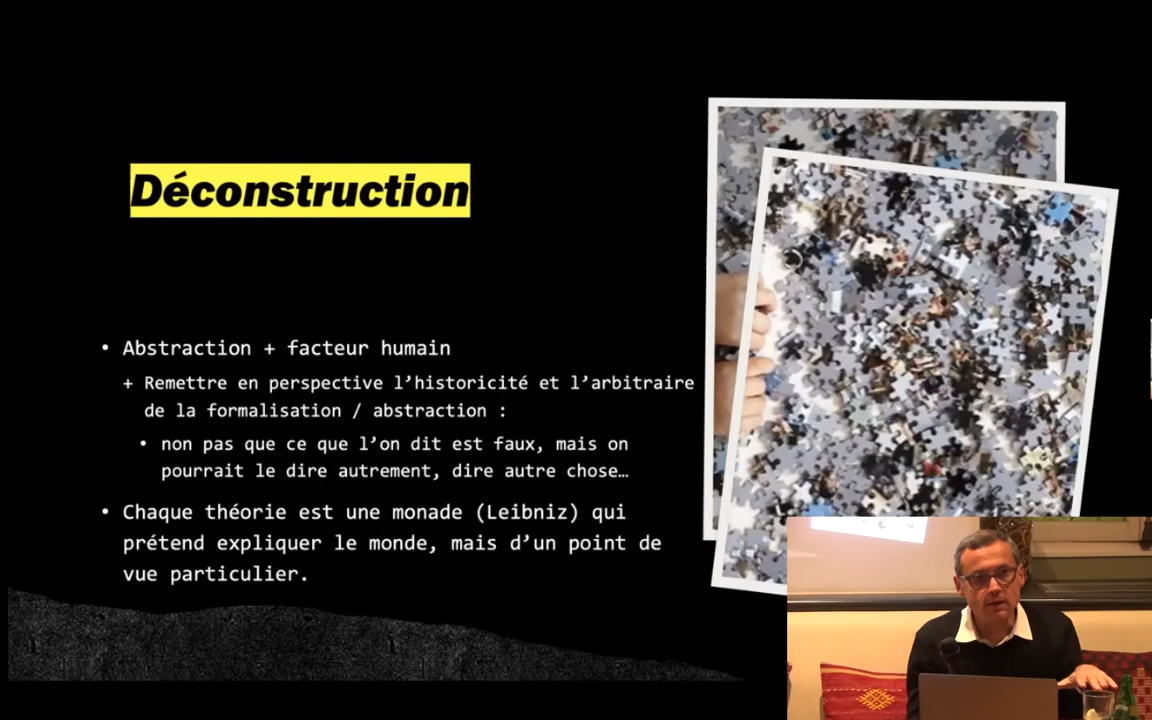 Déconstruction
• Abstraction + facteur humain
+ Remettre en perspective l’historicité et l’arbitraire
de la formalisation / abstraction :
• non pas que ce que l’on dit est faux, mais on
pourrait le dire autrement, dire autre chose…
• Chaque théorie est une monade (Leibniz) qui
prétend expliquer le monde, mais d’un point de
vue particulier.